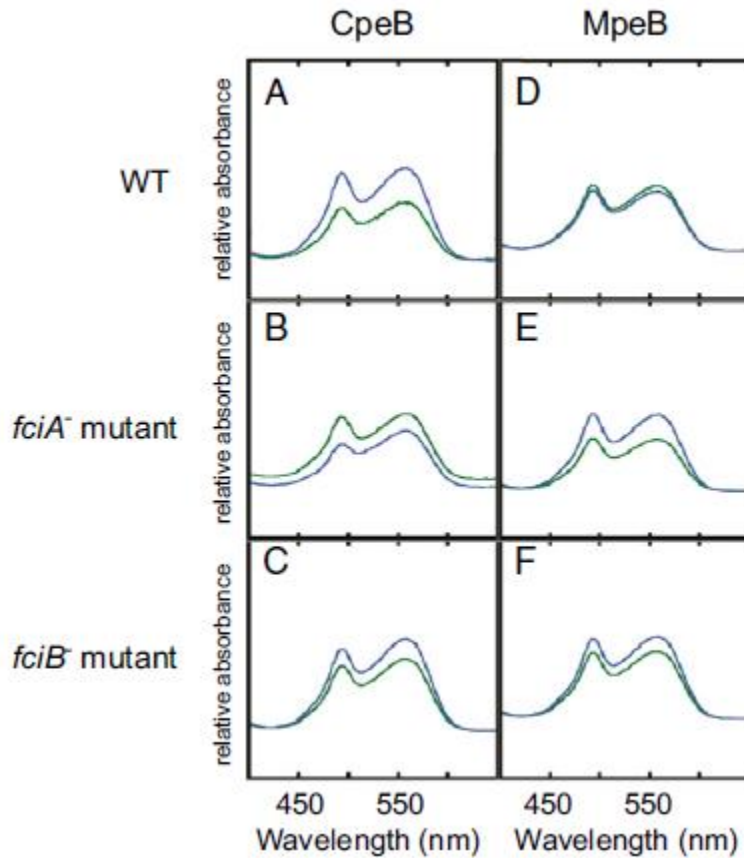 CpeB MpeB
A D
WT
relative absorbance
B E
fciA⁻ mutant
relative absorbance
C F
fciB⁻ mutant
relative absorbance
450 550 450 550
Wavelength (nm) Wavelength (nm)